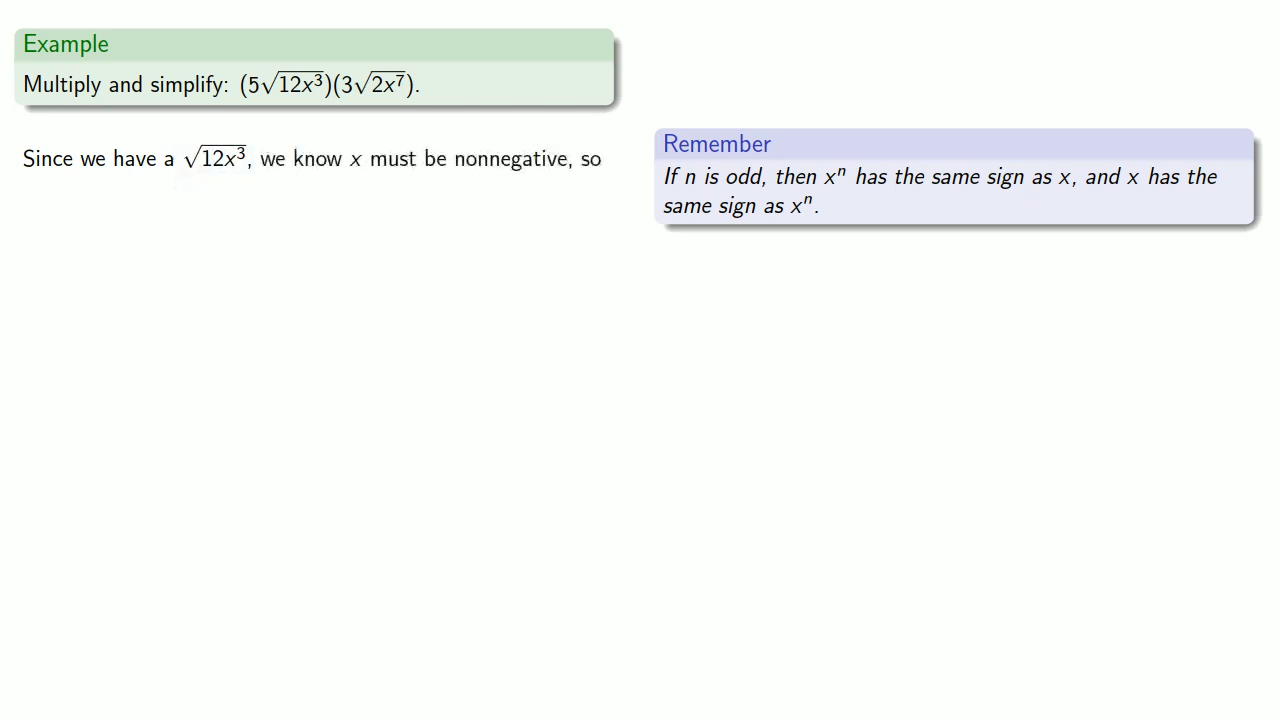 Example
Multiply and simplify: (5√12x³)(3√2x⁷).
Since we have a √12x³, we know x must be nonnegative, so
Remember
If n is odd, then xⁿ has the same sign as x, and x has the
same sign as xⁿ.